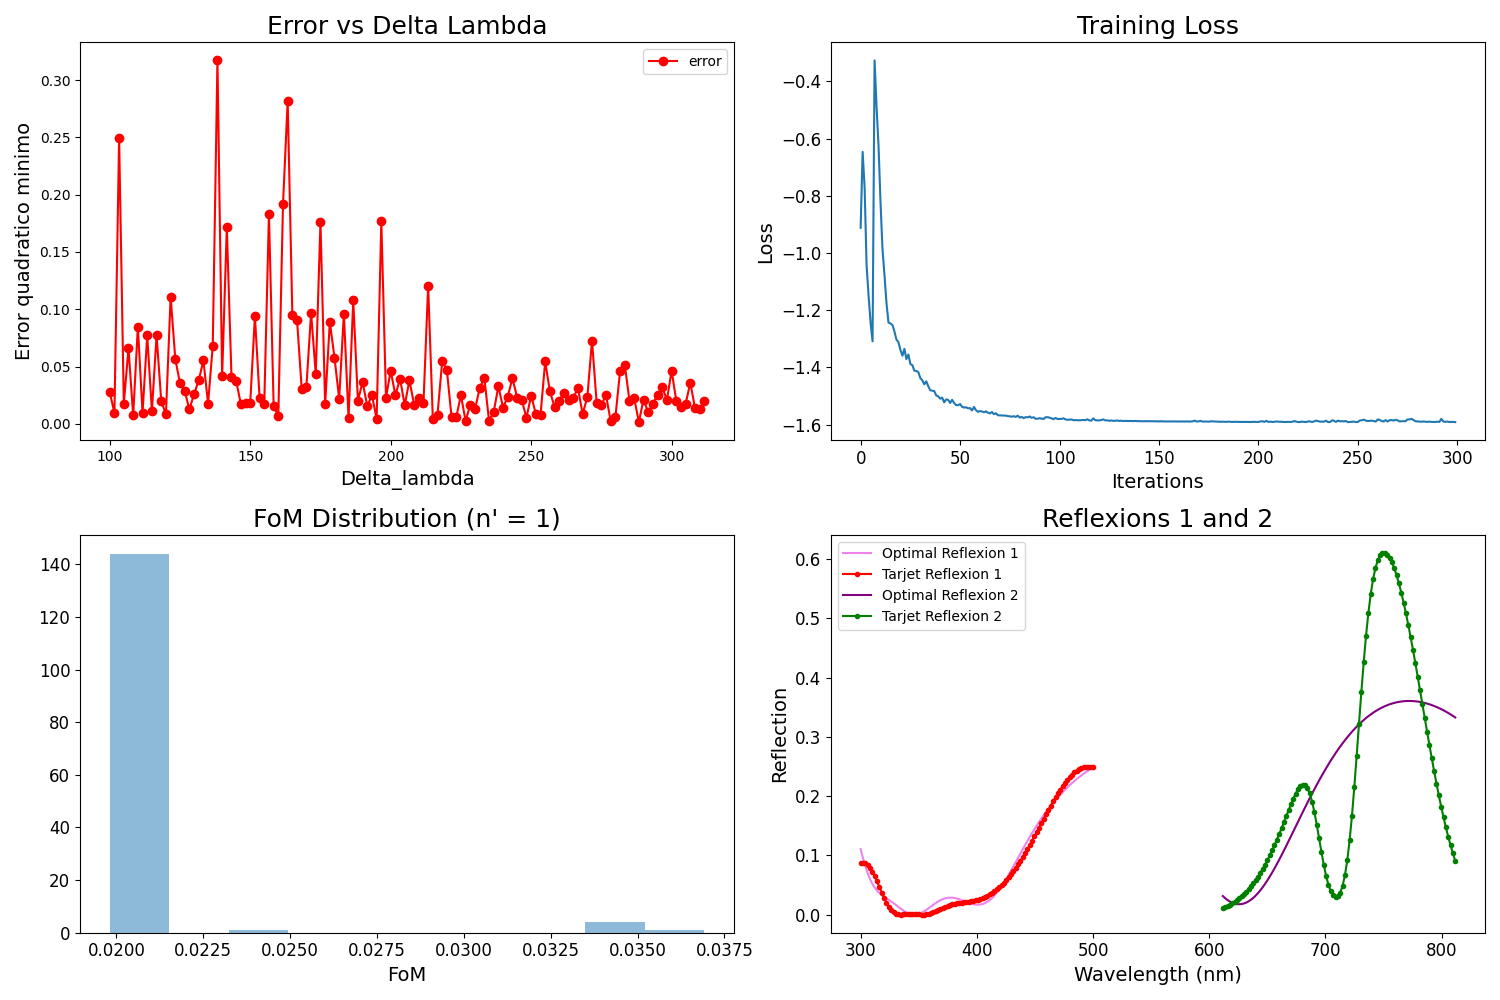 Error vs Delta Lambda
error
Error quadratico minimo
0.30
0.25
0.20
0.15
0.10
0.05
0.00
100 150 200 250 300
Delta_lambda
Training Loss
Loss
−0.4
−0.6
−0.8
−1.0
−1.2
−1.4
−1.6
0 50 100 150 200 250 300
Iterations
FoM Distribution (n' = 1)
140
120
100
80
60
40
20
0
0.0200 0.0225 0.0250 0.0275 0.0300 0.0325 0.0350 0.0375
FoM
Reflexions 1 and 2
Optimal Reflexion 1
Tarjet Reflexion 1
Optimal Reflexion 2
Tarjet Reflexion 2
Reflection
0.6
0.5
0.4
0.3
0.2
0.1
0.0
300 400 500 600 700 800
Wavelength (nm)